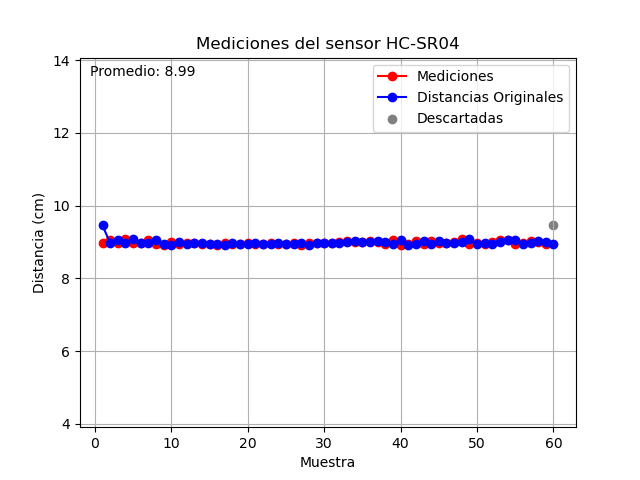 Mediciones del sensor HC-SR04
Promedio: 8.99
Mediciones
Distancias Originales
Descartadas
Distancia (cm)
14
12
10
8
6
4
0 10 20 30 40 50 60
Muestra